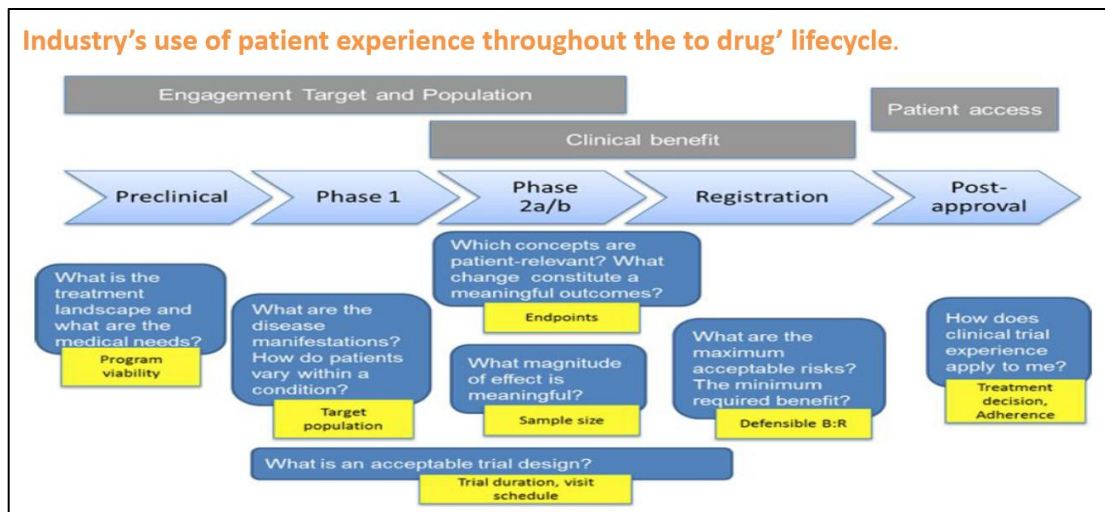 Industry's use of patient experience throughout the to drug' lifecycle.
Engagement Target and Population
Patient access
Clinical benefit
Preclinical
Phase 1
Phase
2a/b
Registration
Post-
approval
What is the
treatment
landscape and
what are the
medical needs?
Program
viability
What are the
disease
manifestations?
How do patients
vary within a
condition?
Target
population
Which concepts are
patient-relevant? What
change constitute a
meaningful outcomes?
Endpoints
What magnitude
of effect is
meaningful?
Sample size
What are the
maximum
acceptable risks?
The minimum
required benefit?
Defensible B:R
How does
clinical trial
experience
apply to me?
Treatment
decision,
Adherence
What is an acceptable trial design?
Trial duration, visit
schedule